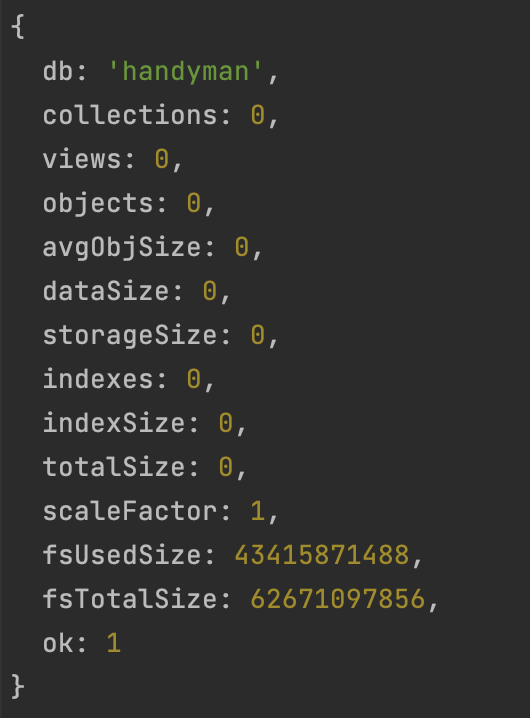 {
  db: 'handyman',
  collections: 0,
  views: 0,
  objects: 0,
  avgObjSize: 0,
  dataSize: 0,
  storageSize: 0,
  indexes: 0,
  indexSize: 0,
  totalSize: 0,
  scaleFactor: 1,
  fsUsedSize: 43415871488,
  fsTotalSize: 62671097856,
  ok: 1
}